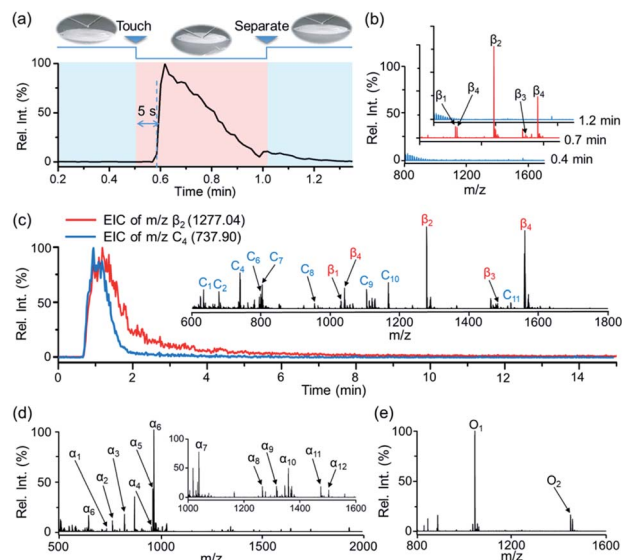 (a)
Touch
Separate
Rel. Int. (%)
100
50
0
5 s
0.2
0.4
0.6
0.8
1.0
1.2
Time (min)
(b)
Rel. Int. (%)
100
50
0
β2
β1
β4
β3
β4
1.2 min
0.7 min
0.4 min
800
1200
1600
m/z
(c)
EIC of m/z β2 (1277.04)
EIC of m/z C4 (737.90)
Rel. Int. (%)
100
50
0
C1
C2
C4
C6
C7
C8
β1
β4
C9
C10
β2
β3
C11
β4
600
800
1000
1200
1400
1600
1800
m/z
0
2
4
6
8
10
12
14
Time (min)
(d)
Rel. Int. (%)
100
50
0
α1
α6
α2
α3
α4
α5
α6
100
50
0
α7
α8
α9
α10
α11
α12
1000
1100
1200
1300
1400
1500
1600
500
1000
1500
2000
m/z
(e)
Rel. Int. (%)
100
50
0
O1
O2
800
1200
1600
m/z